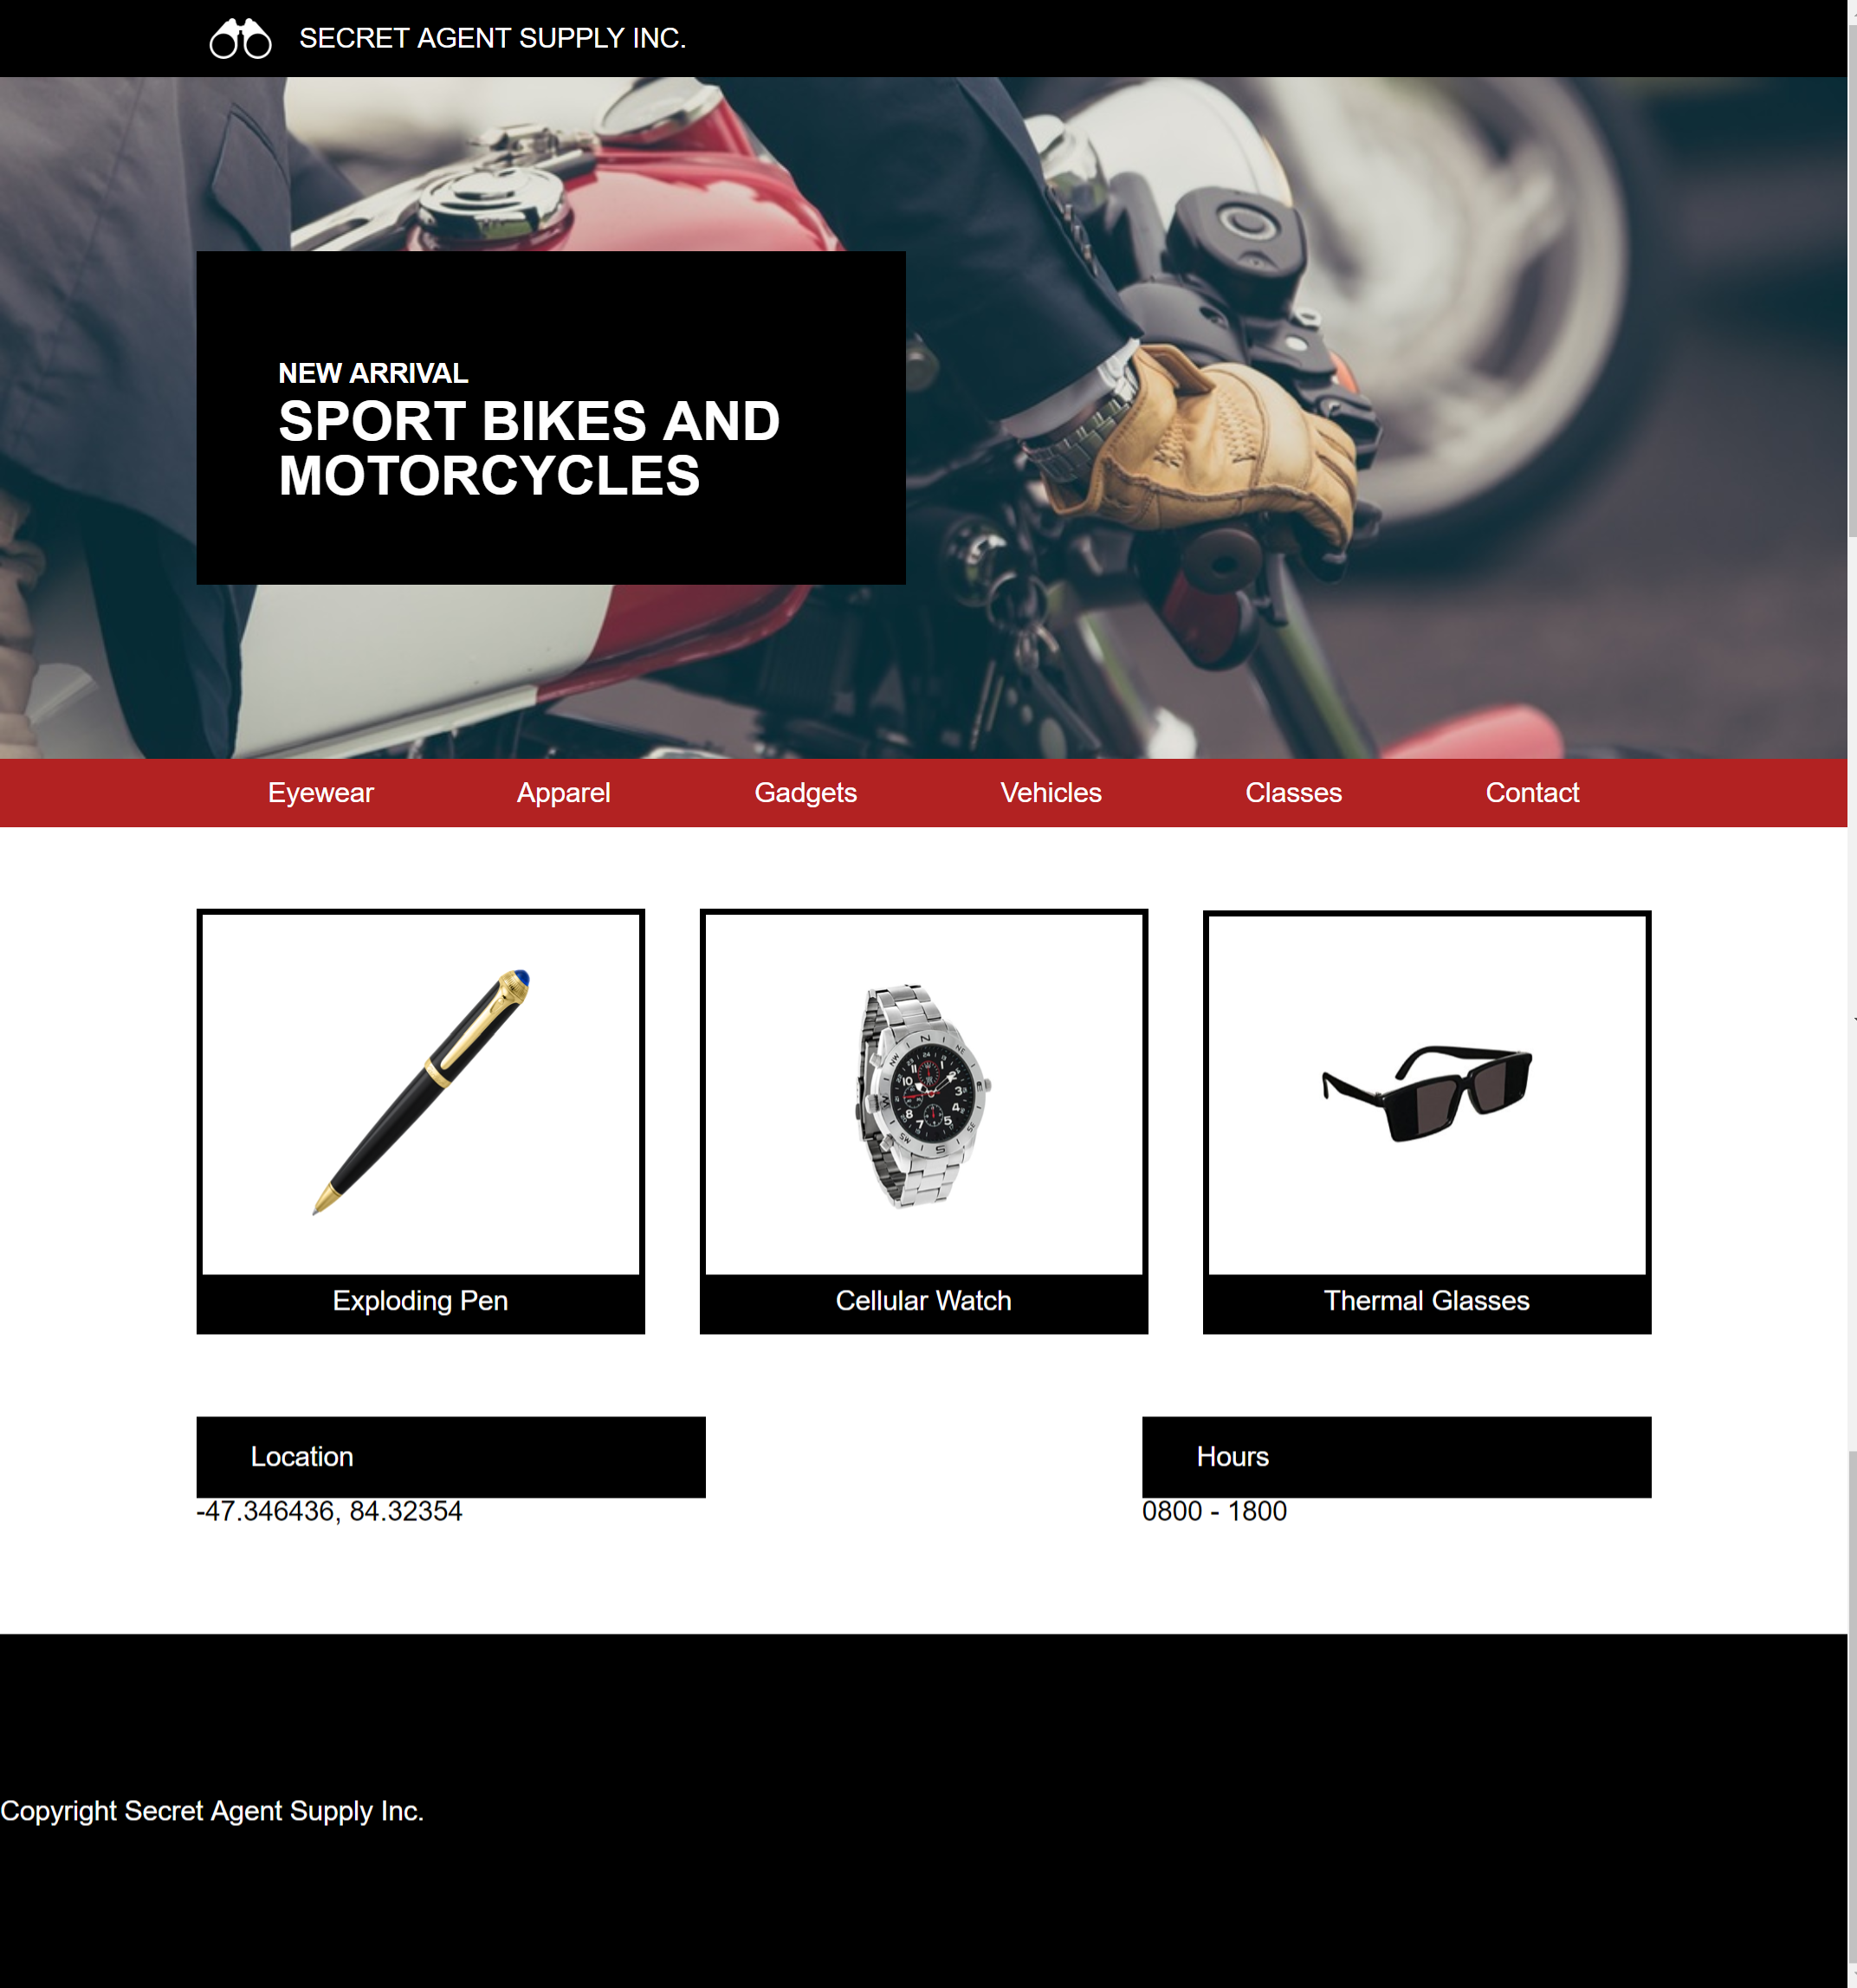 SECRET AGENT SUPPLY INC.
NEW ARRIVAL
SPORT BIKES AND
MOTORCYCLES
Eyewear Apparel Gadgets Vehicles Classes Contact
Exploding Pen
Cellular Watch
Thermal Glasses
Location
-47.346436, 84.32354
Hours
0800 - 1800
Copyright Secret Agent Supply Inc.